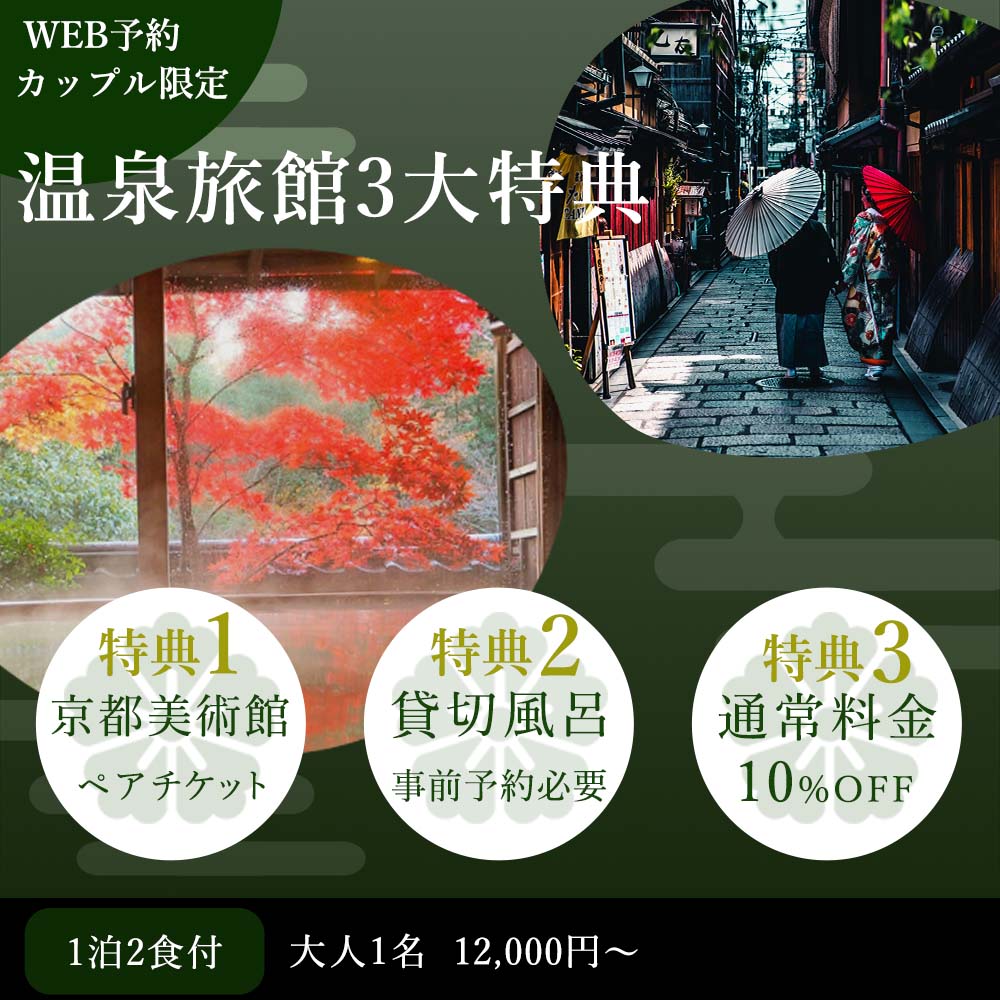 WEB予約
カップル限定
温泉旅館3大特典
特典1
京都美術館
ペアチケット
特典2
貸切風呂
事前予約必要
特典3
通常料金
10%OFF
1泊2食付
大人1名 12,000円〜